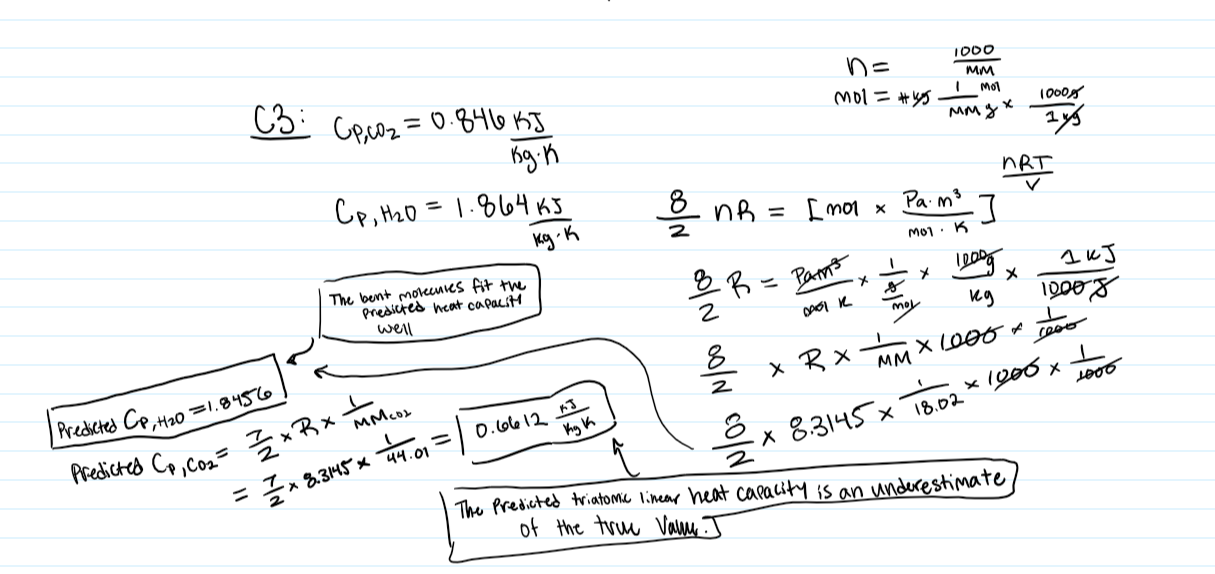 n = 1000/MM
mol = # kg 1 mol/MM g × 1000g/1 kg
C3: Cp,CO2 = 0.846 KJ/Kg·K
nRT/V
Cp,H2O = 1.864 KJ/Kg·K
8/2 nR = [mol × Pa·m³/mol·K]
8/2 R = Pa m³/mol K × 1/(g/mol) × 1000g/kg × 1 KJ/1000 J
The bent molecules fit the
Predicted heat capacity
well
8/2 × R × 1/MM × 1000 × 1/1000
Predicted Cp,H2O = 1.8456
8/2 × 8.3145 × 1/18.02 × 1000 × 1/1000
Predicted Cp,CO2 = 7/2 × R × 1/MMCO2
= 7/2 × 8.3145 × 1/44.01 = 0.6612 KJ/KgK
The Predicted triatomic linear heat capacity is an underestimate
of the true Value.